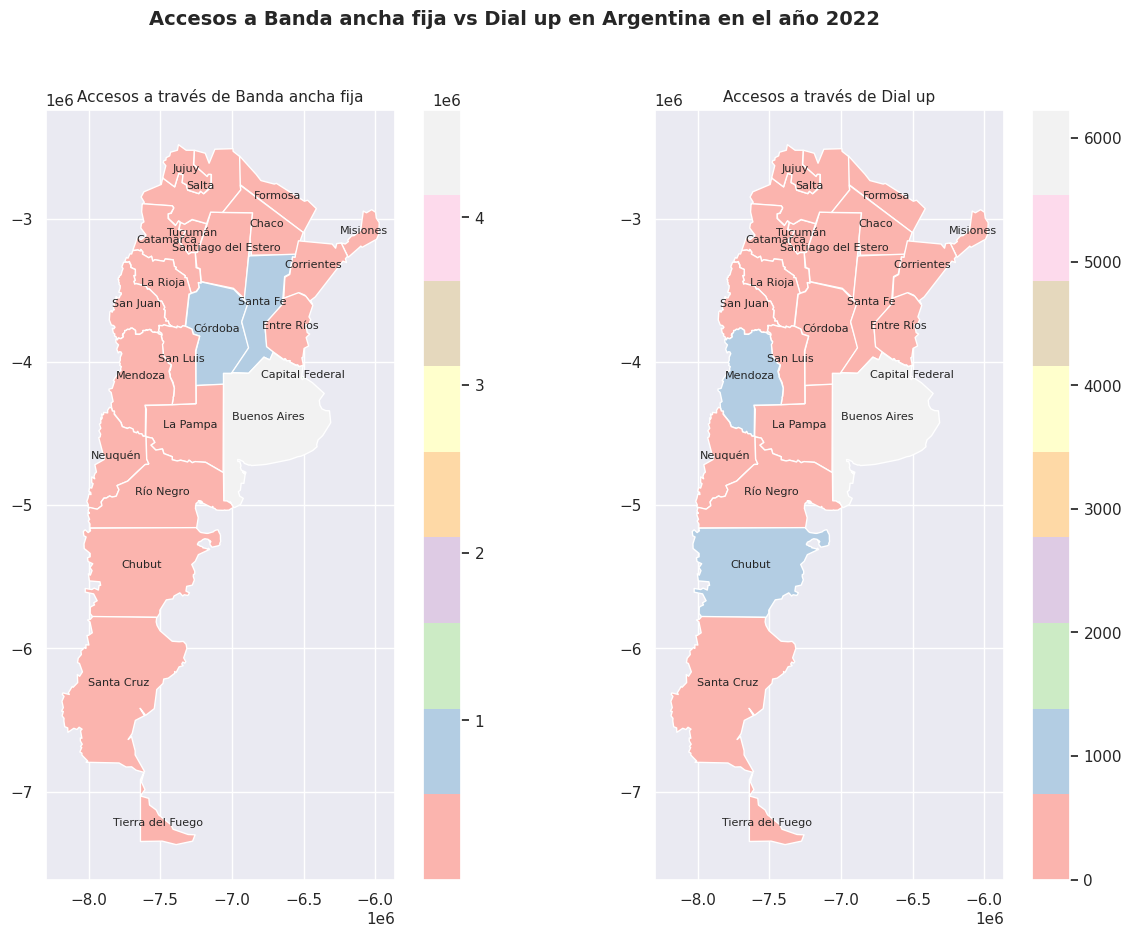 Accesos a Banda ancha fija vs Dial up en Argentina en el año 2022
1e6
Accesos a través de Banda ancha fija
1e6
Jujuy
Salta
Formosa
Tucumán
Chaco
Misiones
Catamarca
Santiago del Estero
Corrientes
La Rioja
San Juan
Santa Fe
Córdoba
Entre Ríos
San Luis
Mendoza
Capital Federal
Buenos Aires
La Pampa
Neuquén
Río Negro
Chubut
Santa Cruz
Tierra del Fuego
−3
−4
−5
−6
−7
−8.0 −7.5 −7.0 −6.5 −6.0
1e6
4
3
2
1
1e6
Accesos a través de Dial up
Jujuy
Salta
Formosa
Tucumán
Chaco
Misiones
Catamarca
Santiago del Estero
Corrientes
La Rioja
San Juan
Santa Fe
Córdoba
Entre Ríos
San Luis
Mendoza
Capital Federal
Buenos Aires
La Pampa
Neuquén
Río Negro
Chubut
Santa Cruz
Tierra del Fuego
−3
−4
−5
−6
−7
−8.0 −7.5 −7.0 −6.5 −6.0
1e6
6000
5000
4000
3000
2000
1000
0